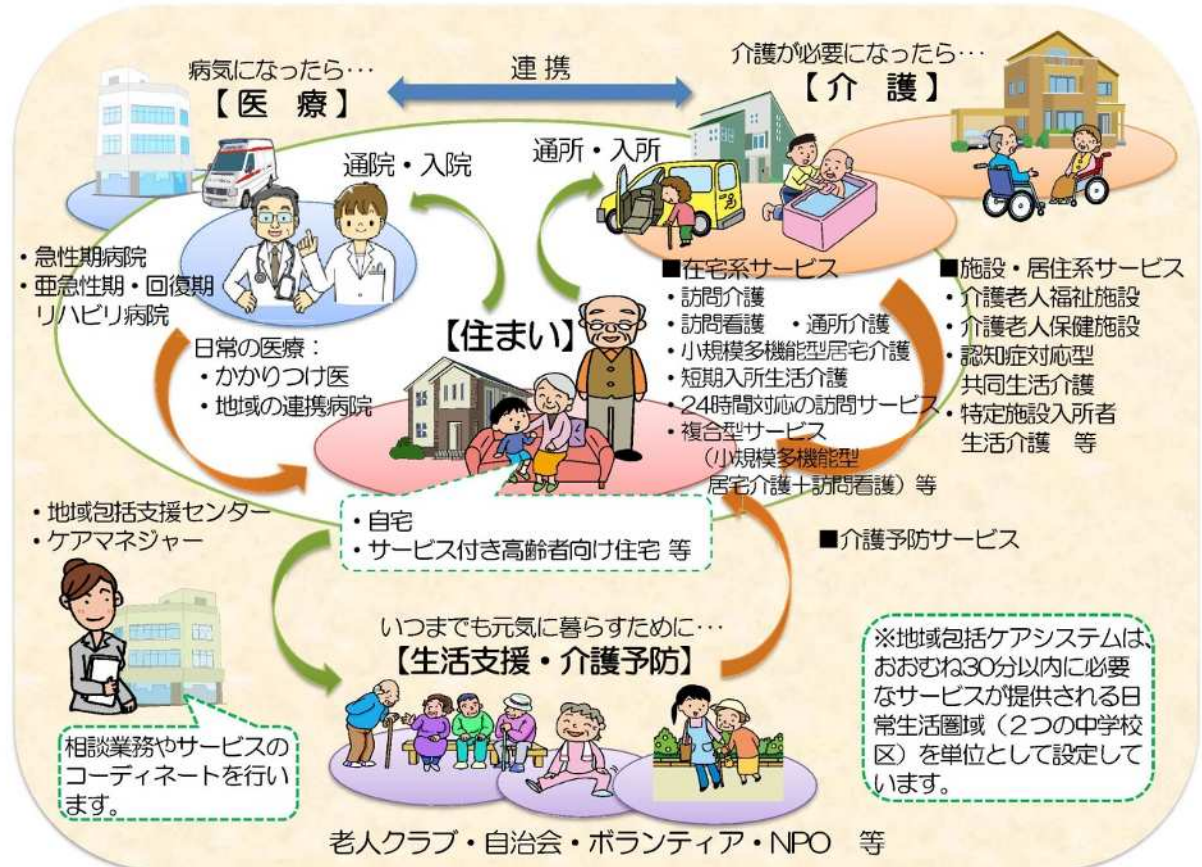 病気になったら…
【医 療】
連 携
介護が必要になったら…
【介 護】
通院・入院
通所・入所
・急性期病院
・亜急性期・回復期
リハビリ病院
日常の医療：
・かかりつけ医
・地域の連携病院
【住まい】
■在宅系サービス
・訪問介護
・訪問看護 ・通所介護
・小規模多機能型居宅介護
・短期入所生活介護
・24時間対応の訪問サービス
・複合型サービス
（小規模多機能型
居宅介護＋訪問看護）等
■施設・居住系サービス
・介護老人福祉施設
・介護老人保健施設
・認知症対応型
共同生活介護
・特定施設入所者
生活介護 等
・自宅
・サービス付き高齢者向け住宅 等
・地域包括支援センター
・ケアマネジャー
■介護予防サービス
相談業務やサービスの
コーディネートを行い
ます。
いつまでも元気に暮らすために…
【生活支援・介護予防】
※地域包括ケアシステムは、
おおむね30分以内に必要
なサービスが提供される日
常生活圏域（２つの中学校
区）を単位として設定して
います。
老人クラブ・自治会・ボランティア・NPO 等